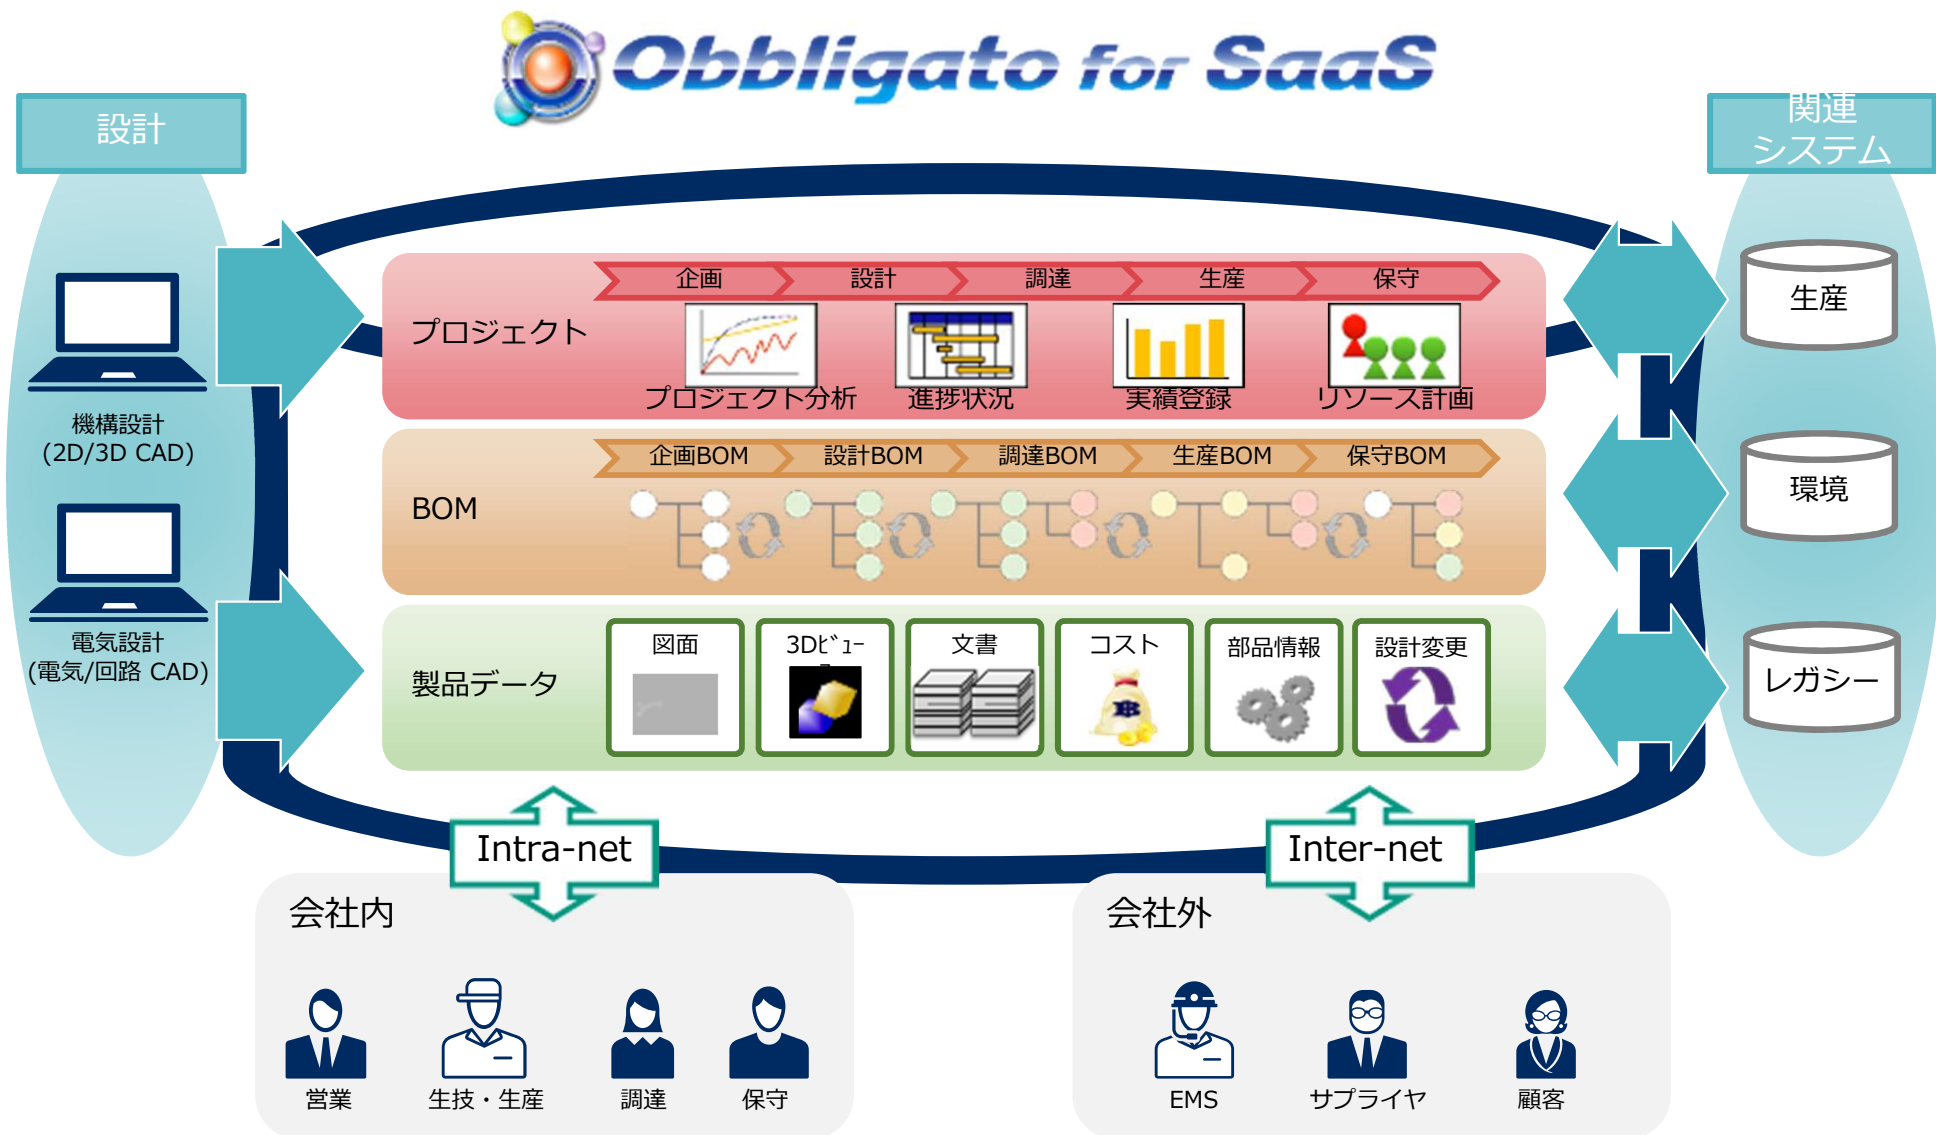 Obbligato for SaaS
設計
関連
システム
機構設計
(2D/3D CAD)
電気設計
(電気/回路 CAD)
プロジェクト
企画
設計
調達
生産
保守
プロジェクト分析
進捗状況
実績登録
リソース計画
BOM
企画BOM
設計BOM
調達BOM
生産BOM
保守BOM
製品データ
図面
3Dﾋﾞｭｰ
文書
コスト
部品情報
設計変更
生産
環境
レガシー
Intra-net
Inter-net
会社内
営業
生技・生産
調達
保守
会社外
EMS
サプライヤ
顧客